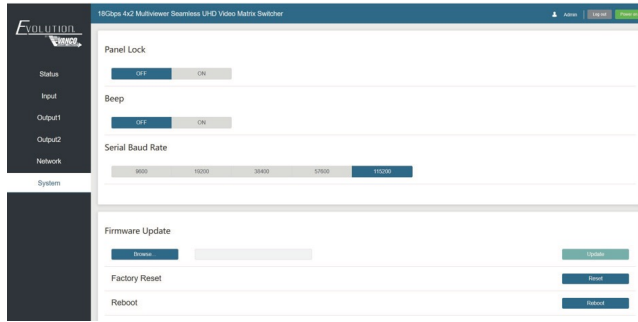 EVOLUTION
by VANCO
18Gbps 4x2 Multiviewer Seamless UHD Video Matrix Switcher
Admin
Log out
Status
Input
Output1
Output2
Network
System
Panel Lock
OFF ON
Beep
OFF ON
Serial Baud Rate
9600 19200 38400 57600 115200
Firmware Update
Browse... Update
Factory Reset Reset
Reboot Reboot